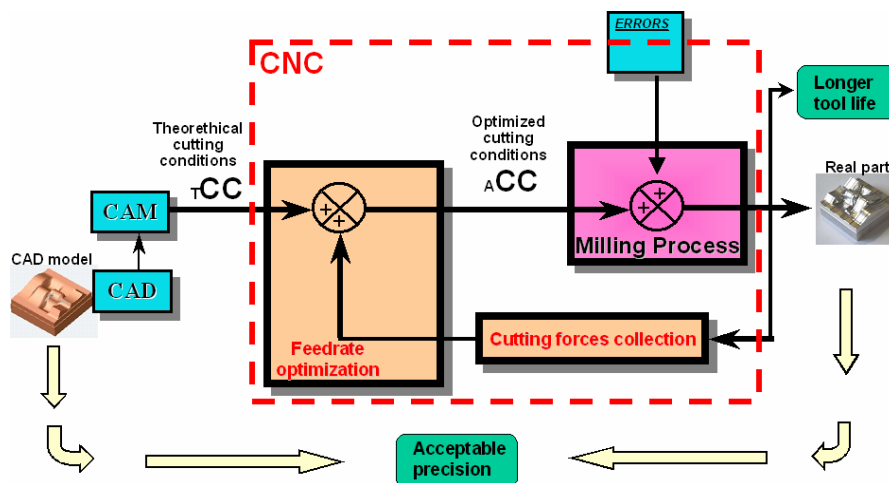 ERRORS
CNC
Longer
tool life
Theorethical
cutting
conditions
TCC
Optimized
cutting
conditions
ACC
Real part
CAM
CAD model
CAD
Milling Process
Feedrate
optimization
Cutting forces collection
Acceptable
precision